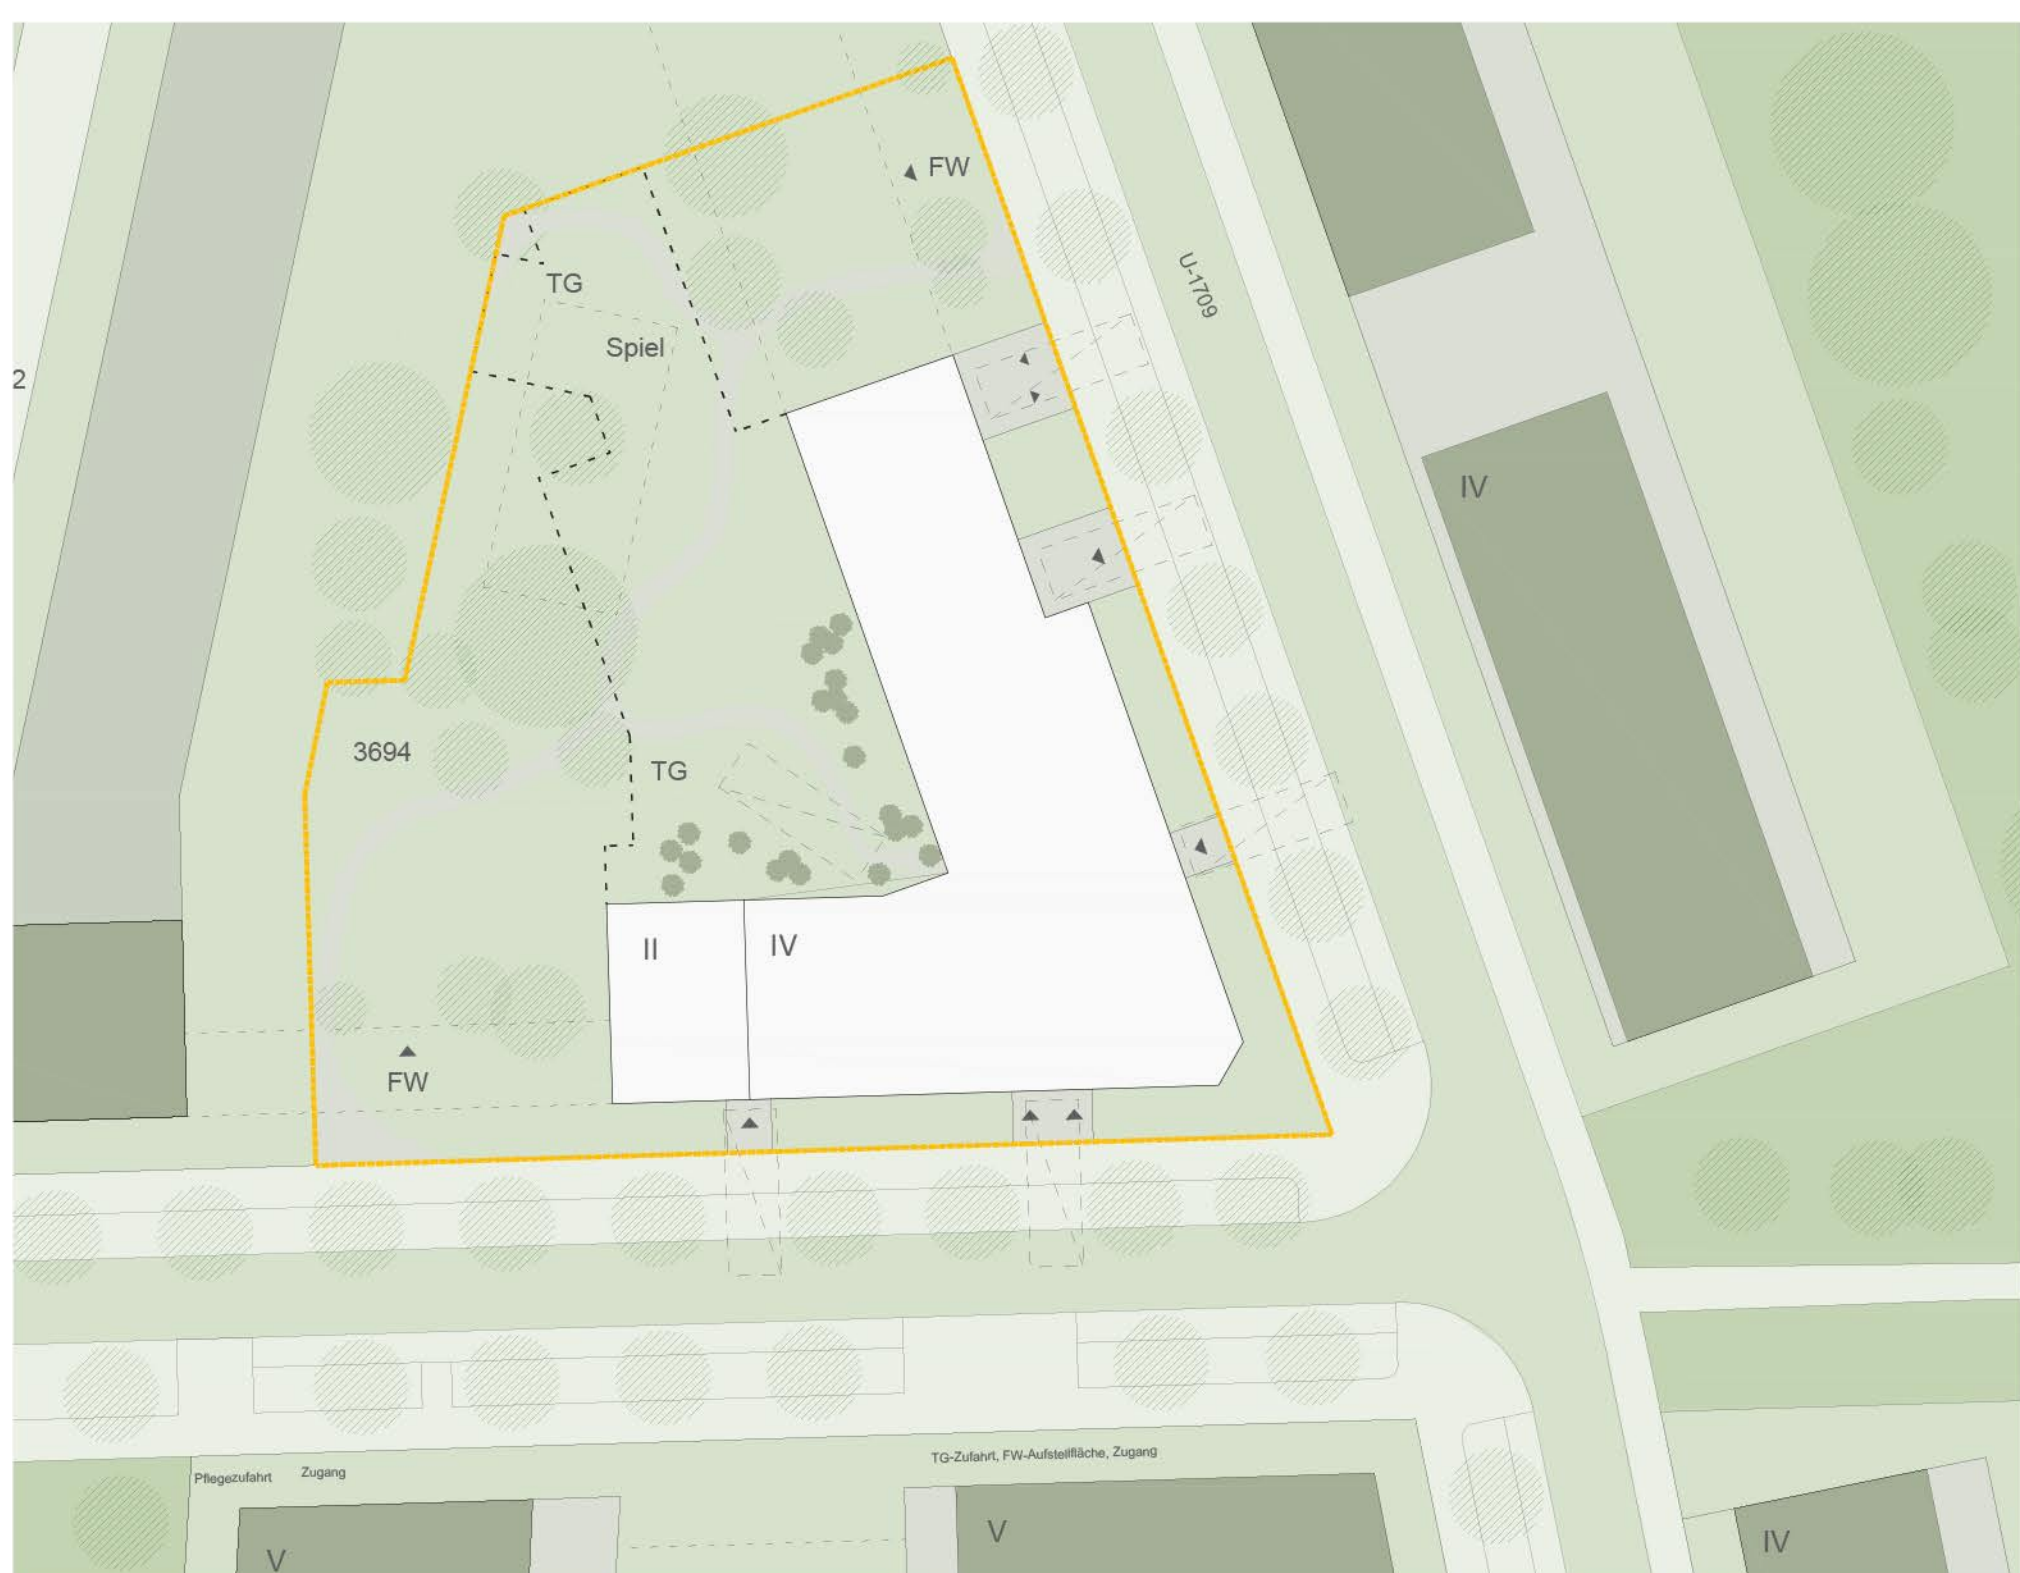 FW
U-1709
TG
Spiel
2
IV
3694
TG
II
IV
FW
TG-Zufahrt, FW-Aufstellfläche, Zugang
Pflegezufahrt
Zugang
V
V
IV